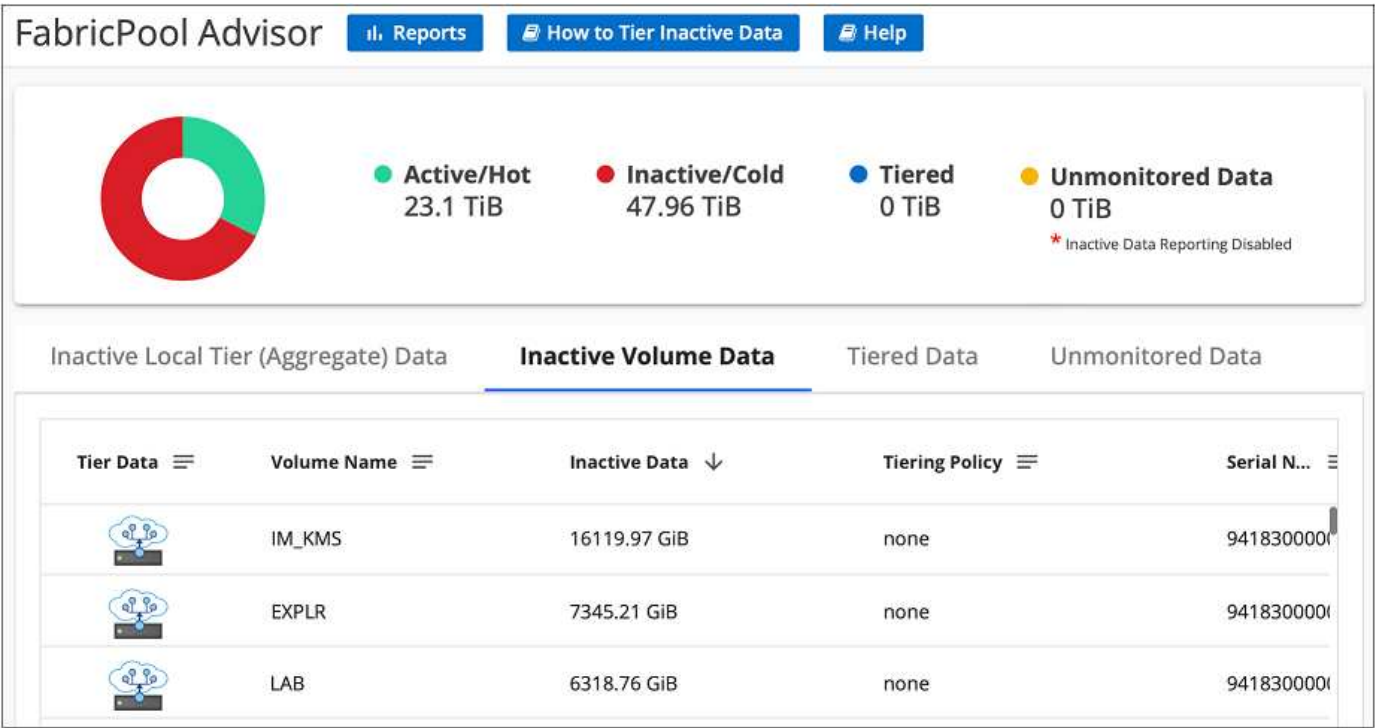 FabricPool Advisor Reports How to Tier Inactive Data Help
Active/Hot Inactive/Cold Tiered Unmonitored Data
23.1 TiB 47.96 TiB 0 TiB 0 TiB
* Inactive Data Reporting Disabled
Inactive Local Tier (Aggregate) Data Inactive Volume Data Tiered Data Unmonitored Data
Tier Data Volume Name Inactive Data Tiering Policy Serial N...
IM_KMS 16119.97 GiB none 9418300000
EXPLR 7345.21 GiB none 9418300000
LAB 6318.76 GiB none 9418300000